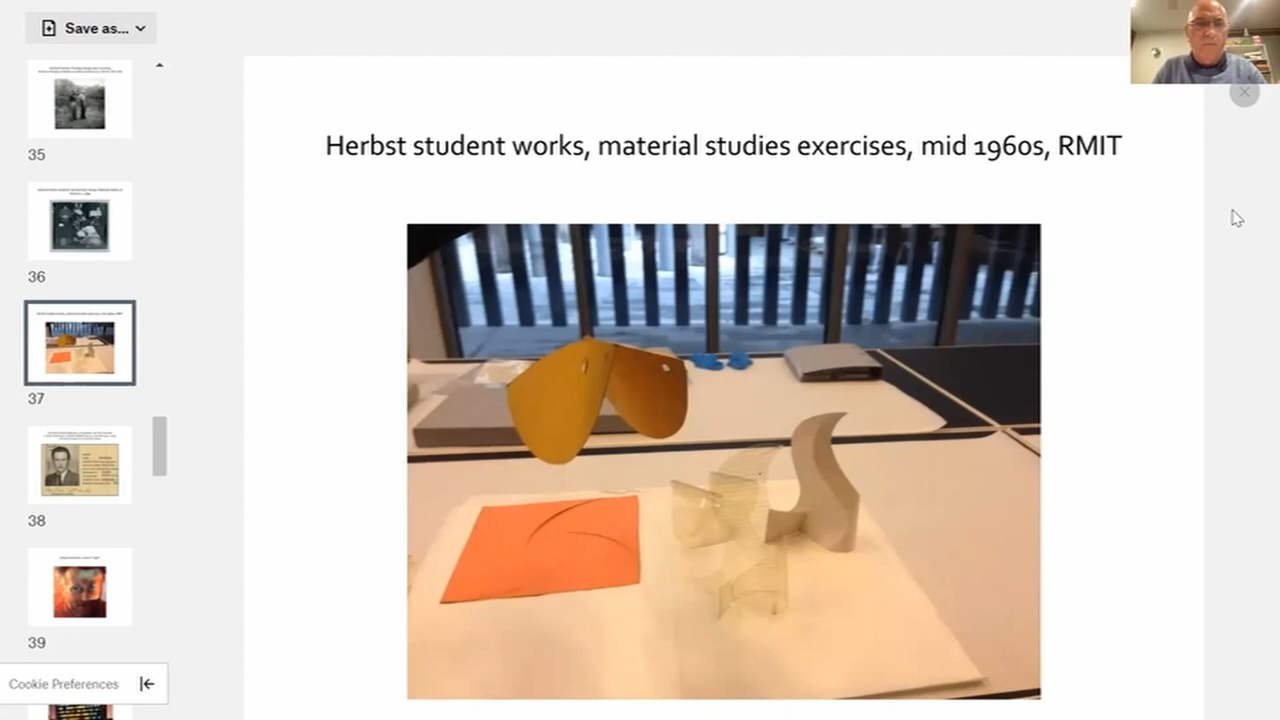 Save as...
35
36
37
38
39
Cookie Preferences
Herbst student works, material studies exercises, mid 1960s, RMIT